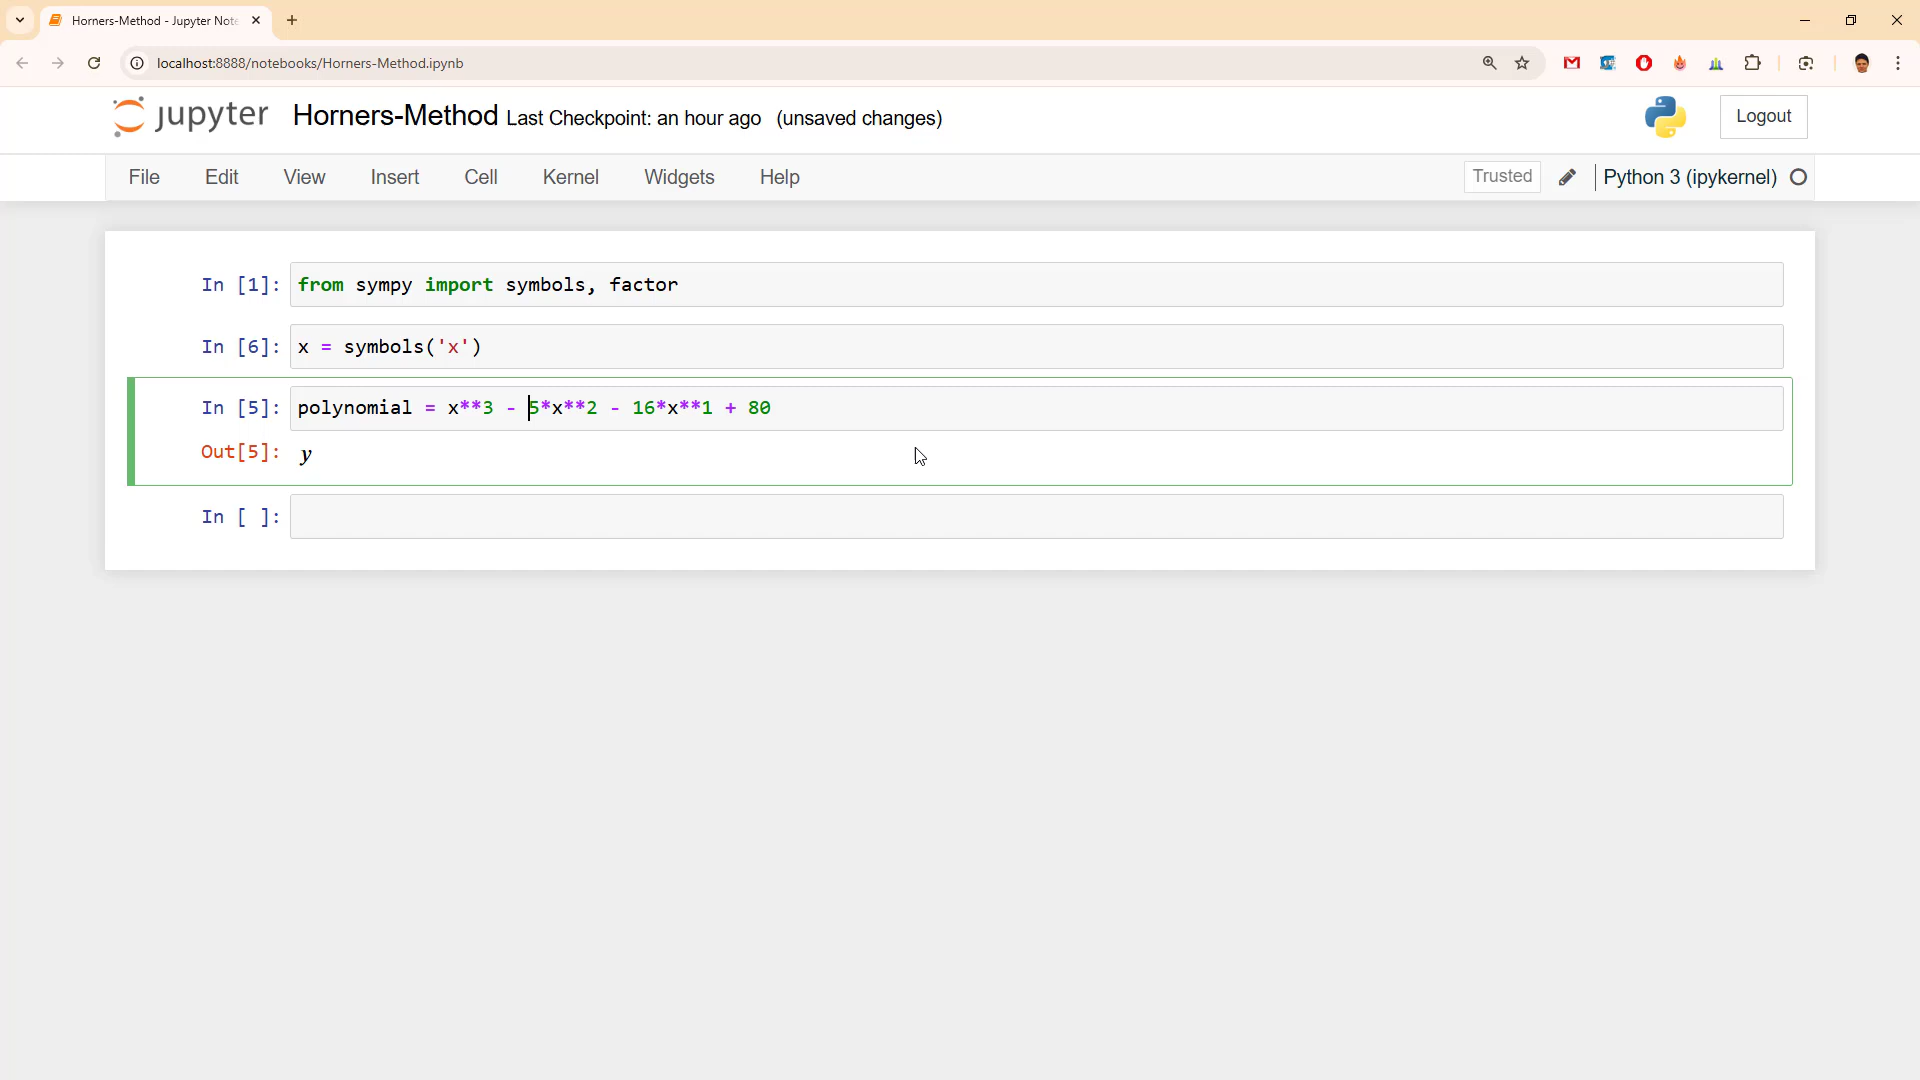 Horners-Method - Jupyter Note
localhost:8888/notebooks/Horners-Method.ipynb
jupyter Horners-Method Last Checkpoint: an hour ago (unsaved changes) Logout
File Edit View Insert Cell Kernel Widgets Help Trusted Python 3 (ipykernel)
In [1]: from sympy import symbols, factor
In [6]: x = symbols('x')
In [5]: polynomial = x**3 - 5*x**2 - 16*x**1 + 80
Out[5]: y
In [ ]: